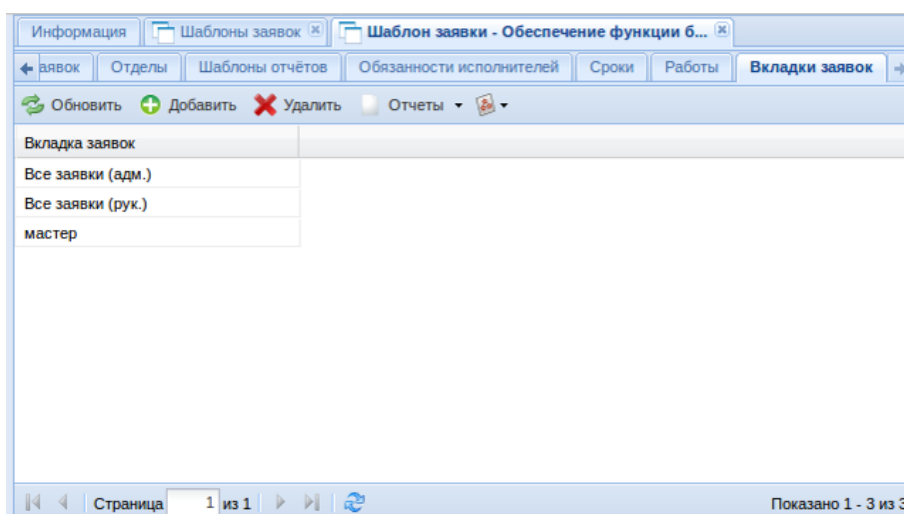 Информация Шаблоны заявок Шаблон заявки - Обеспечение функции б...
аявок Отделы Шаблоны отчётов Обязанности исполнителей Сроки Работы Вкладки заявок
Обновить Добавить Удалить Отчеты
Вкладка заявок
Все заявки (адм.)
Все заявки (рук.)
мастер
Страница 1 из 1 Показано 1 - 3 из 3